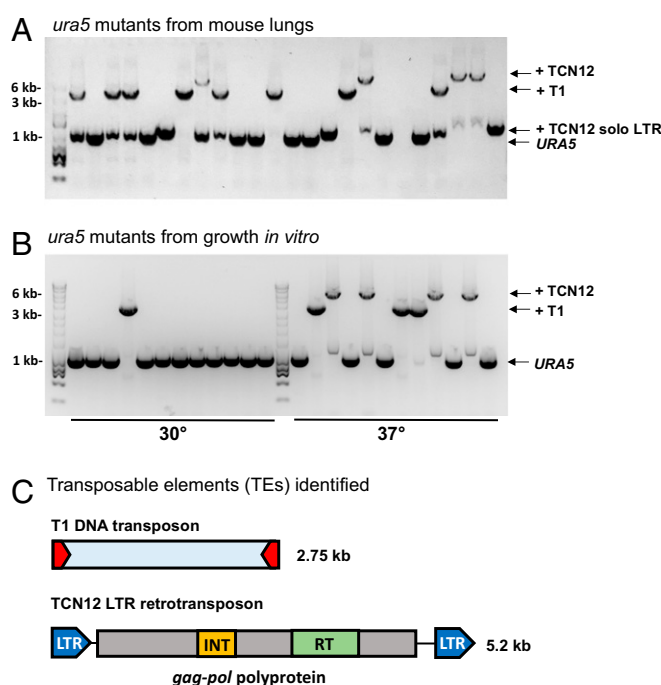 A
ura5 mutants from mouse lungs
6 kb-
3 kb-
1 kb-
+ TCN12
+ T1
+ TCN12 solo LTR
URA5
B
ura5 mutants from growth in vitro
6 kb-
3 kb-
1 kb-
+ TCN12
+ T1
URA5
30°
37°
C
Transposable elements (TEs) identified
T1 DNA transposon
2.75 kb
TCN12 LTR retrotransposon
LTR INT RT LTR 5.2 kb
gag-pol polyprotein